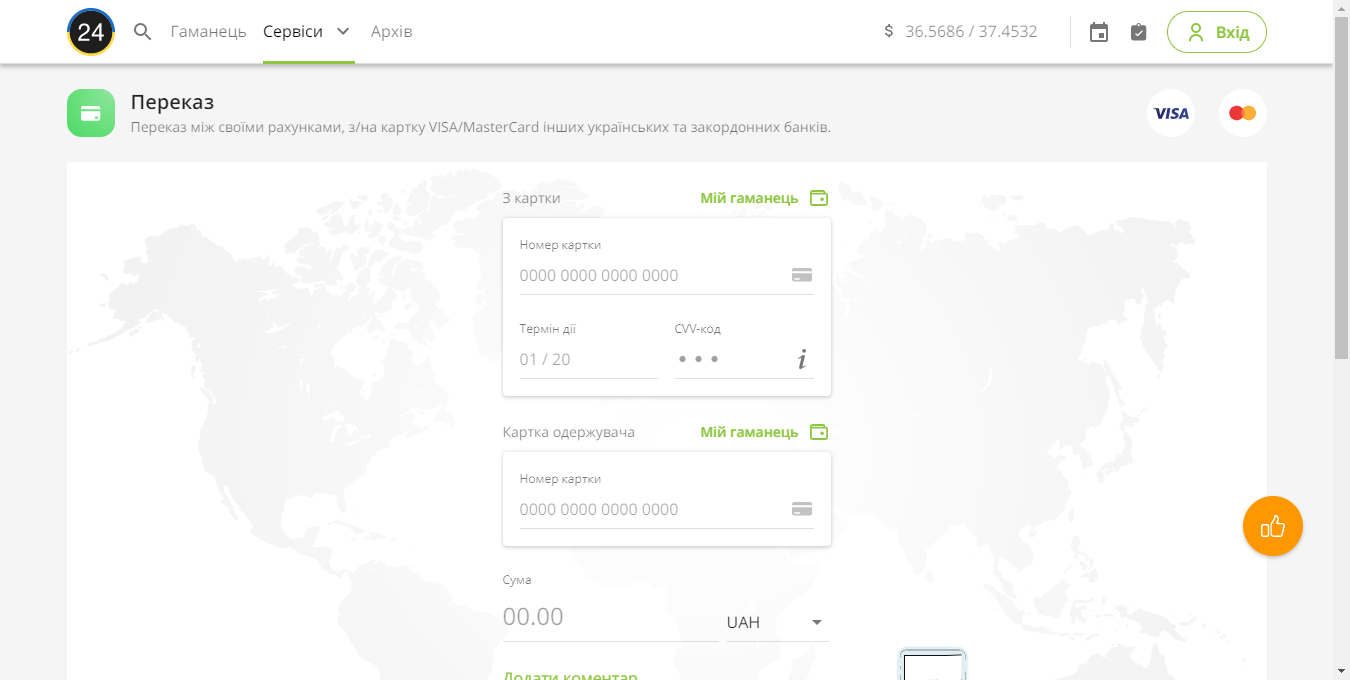 24 Гаманець Сервіси Архів $ 36.5686 / 37.4532 Вхід
Переказ
Переказ між своїми рахунками, з/на картку VISA/MasterCard інших українських та закордонних банків.
VISA
З картки Мій гаманець
Номер картки
0000 0000 0000 0000
Термін дії CVV-код
01 / 20
Картка одержувача Мій гаманець
Номер картки
0000 0000 0000 0000
Сума
00.00 UAH
Додати коментар